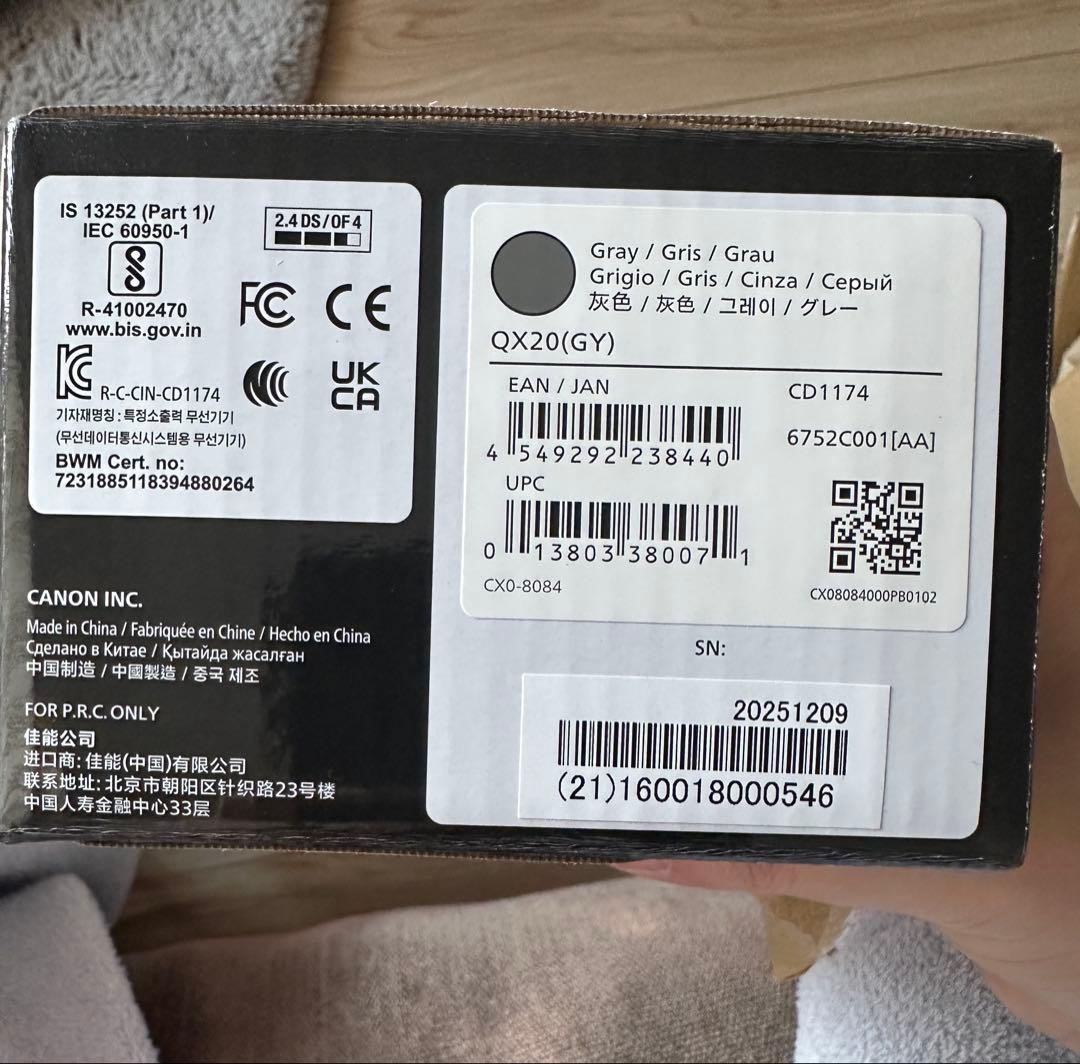 IS 13252 (Part 1)/
IEC 60950-1
R-41002470
www.bis.gov.in
2.4 DS/OF 4
FC
CE
R-C-CIN-CD1174
UK
CA
기자재명칭 : 특정소출력 무선기기
(무선데이터통신시스템용 무선기기)
BWM Cert. no:
7231885118394880264
CANON INC.
Made in China / Fabriquée en Chine / Hecho en China
Сделано в Китае / Қытайда жасалған
中国制造 / 中國製造 / 중국 제조
FOR P.R.C. ONLY
佳能公司
进口商: 佳能(中国)有限公司
联系地址: 北京市朝阳区针织路23号楼
中国人寿金融中心33层
Gray / Gris / Grau
Grigio / Gris / Cinza / Серый
灰色 / 灰色 / 그레이 / グレー
QX20(GY)
EAN / JAN
4 549292 238440
UPC
0 13803 38007 1
CX0-8084
CD1174
6752C001[AA]
CX08084000PB0102
SN:
20251209
(21)160018000546